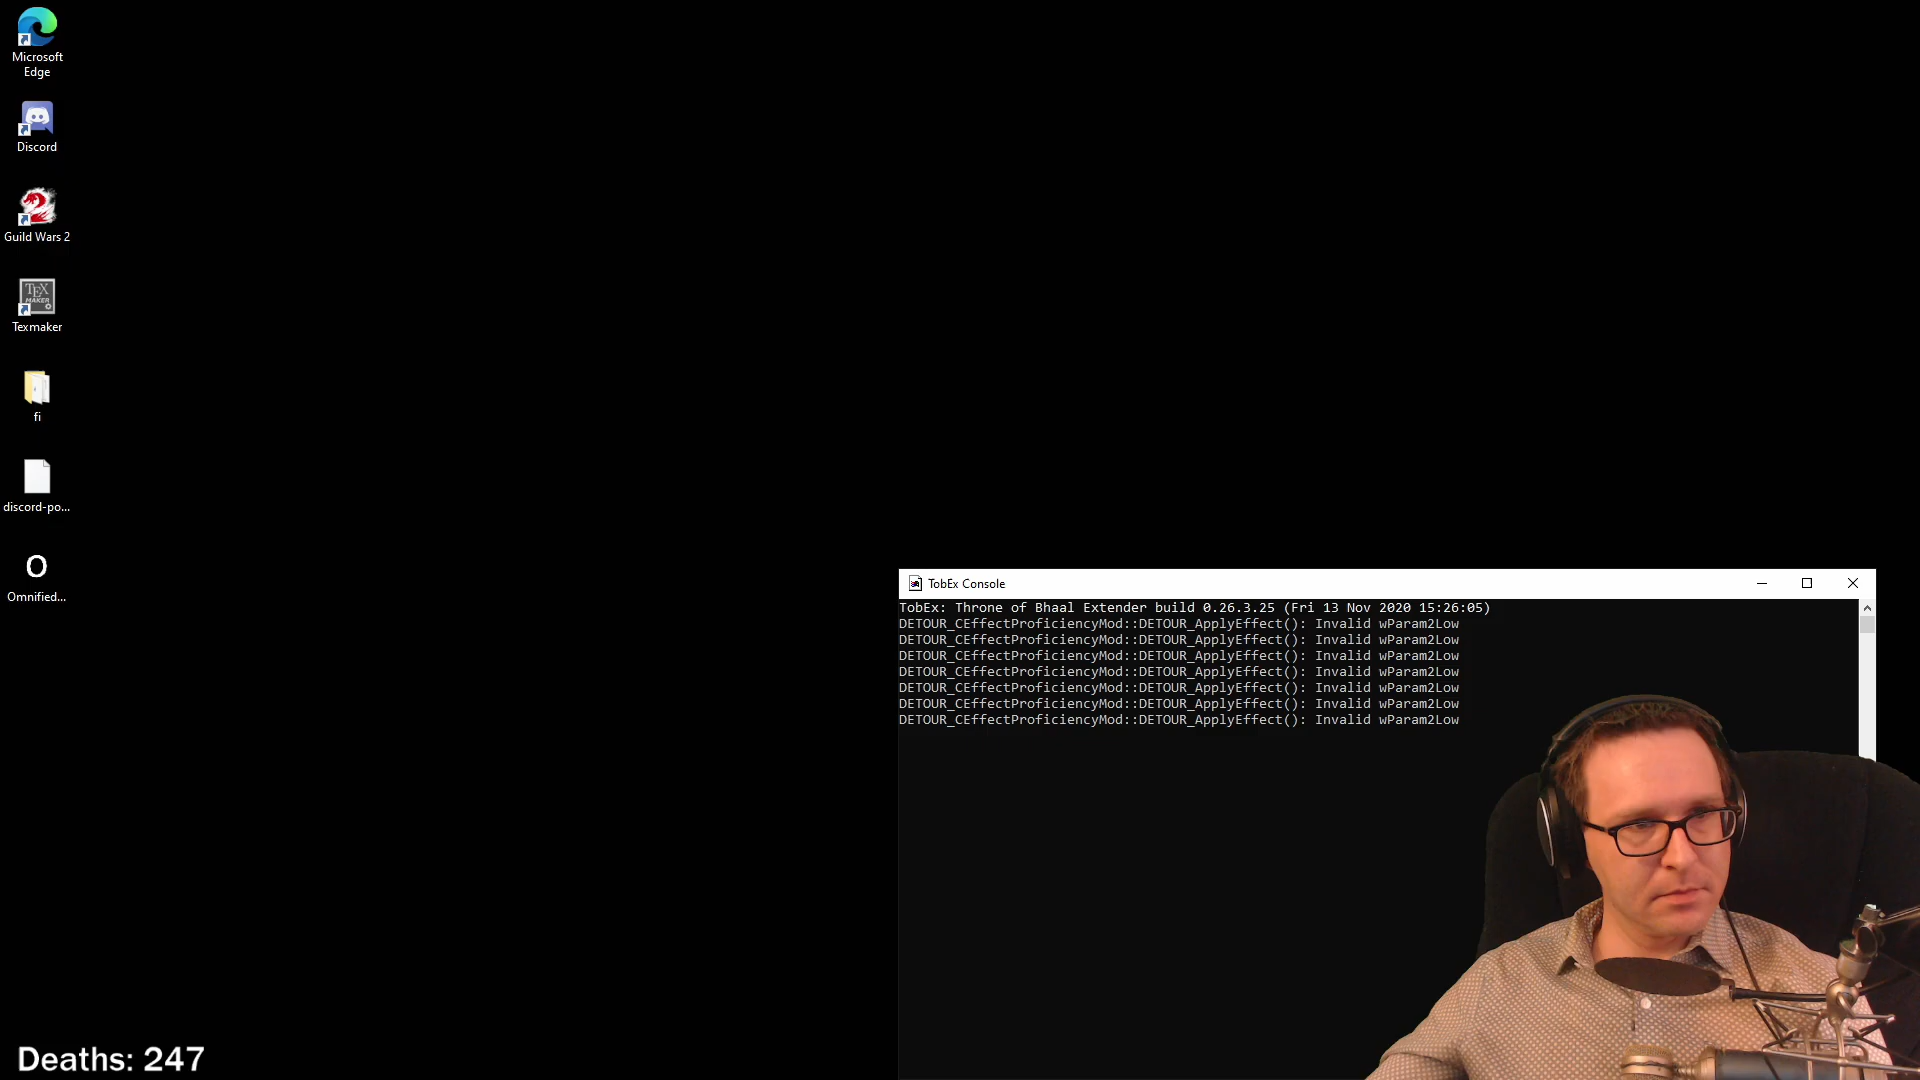 Microsoft
Edge
Discord
Guild Wars 2
TEX
MAKER
Texmaker
fi
discord-po...
O
Omnified...
TobEx Console
TobEx: Throne of Bhaal Extender build 0.26.3.25 (Fri 13 Nov 2020 15:26:05)
DETOUR_CEffectProficiencyMod::DETOUR_ApplyEffect(): Invalid wParam2Low
DETOUR_CEffectProficiencyMod::DETOUR_ApplyEffect(): Invalid wParam2Low
DETOUR_CEffectProficiencyMod::DETOUR_ApplyEffect(): Invalid wParam2Low
DETOUR_CEffectProficiencyMod::DETOUR_ApplyEffect(): Invalid wParam2Low
DETOUR_CEffectProficiencyMod::DETOUR_ApplyEffect(): Invalid wParam2Low
DETOUR_CEffectProficiencyMod::DETOUR_ApplyEffect(): Invalid wParam2Low
DETOUR_CEffectProficiencyMod::DETOUR_ApplyEffect(): Invalid wParam2Low
Deaths: 247